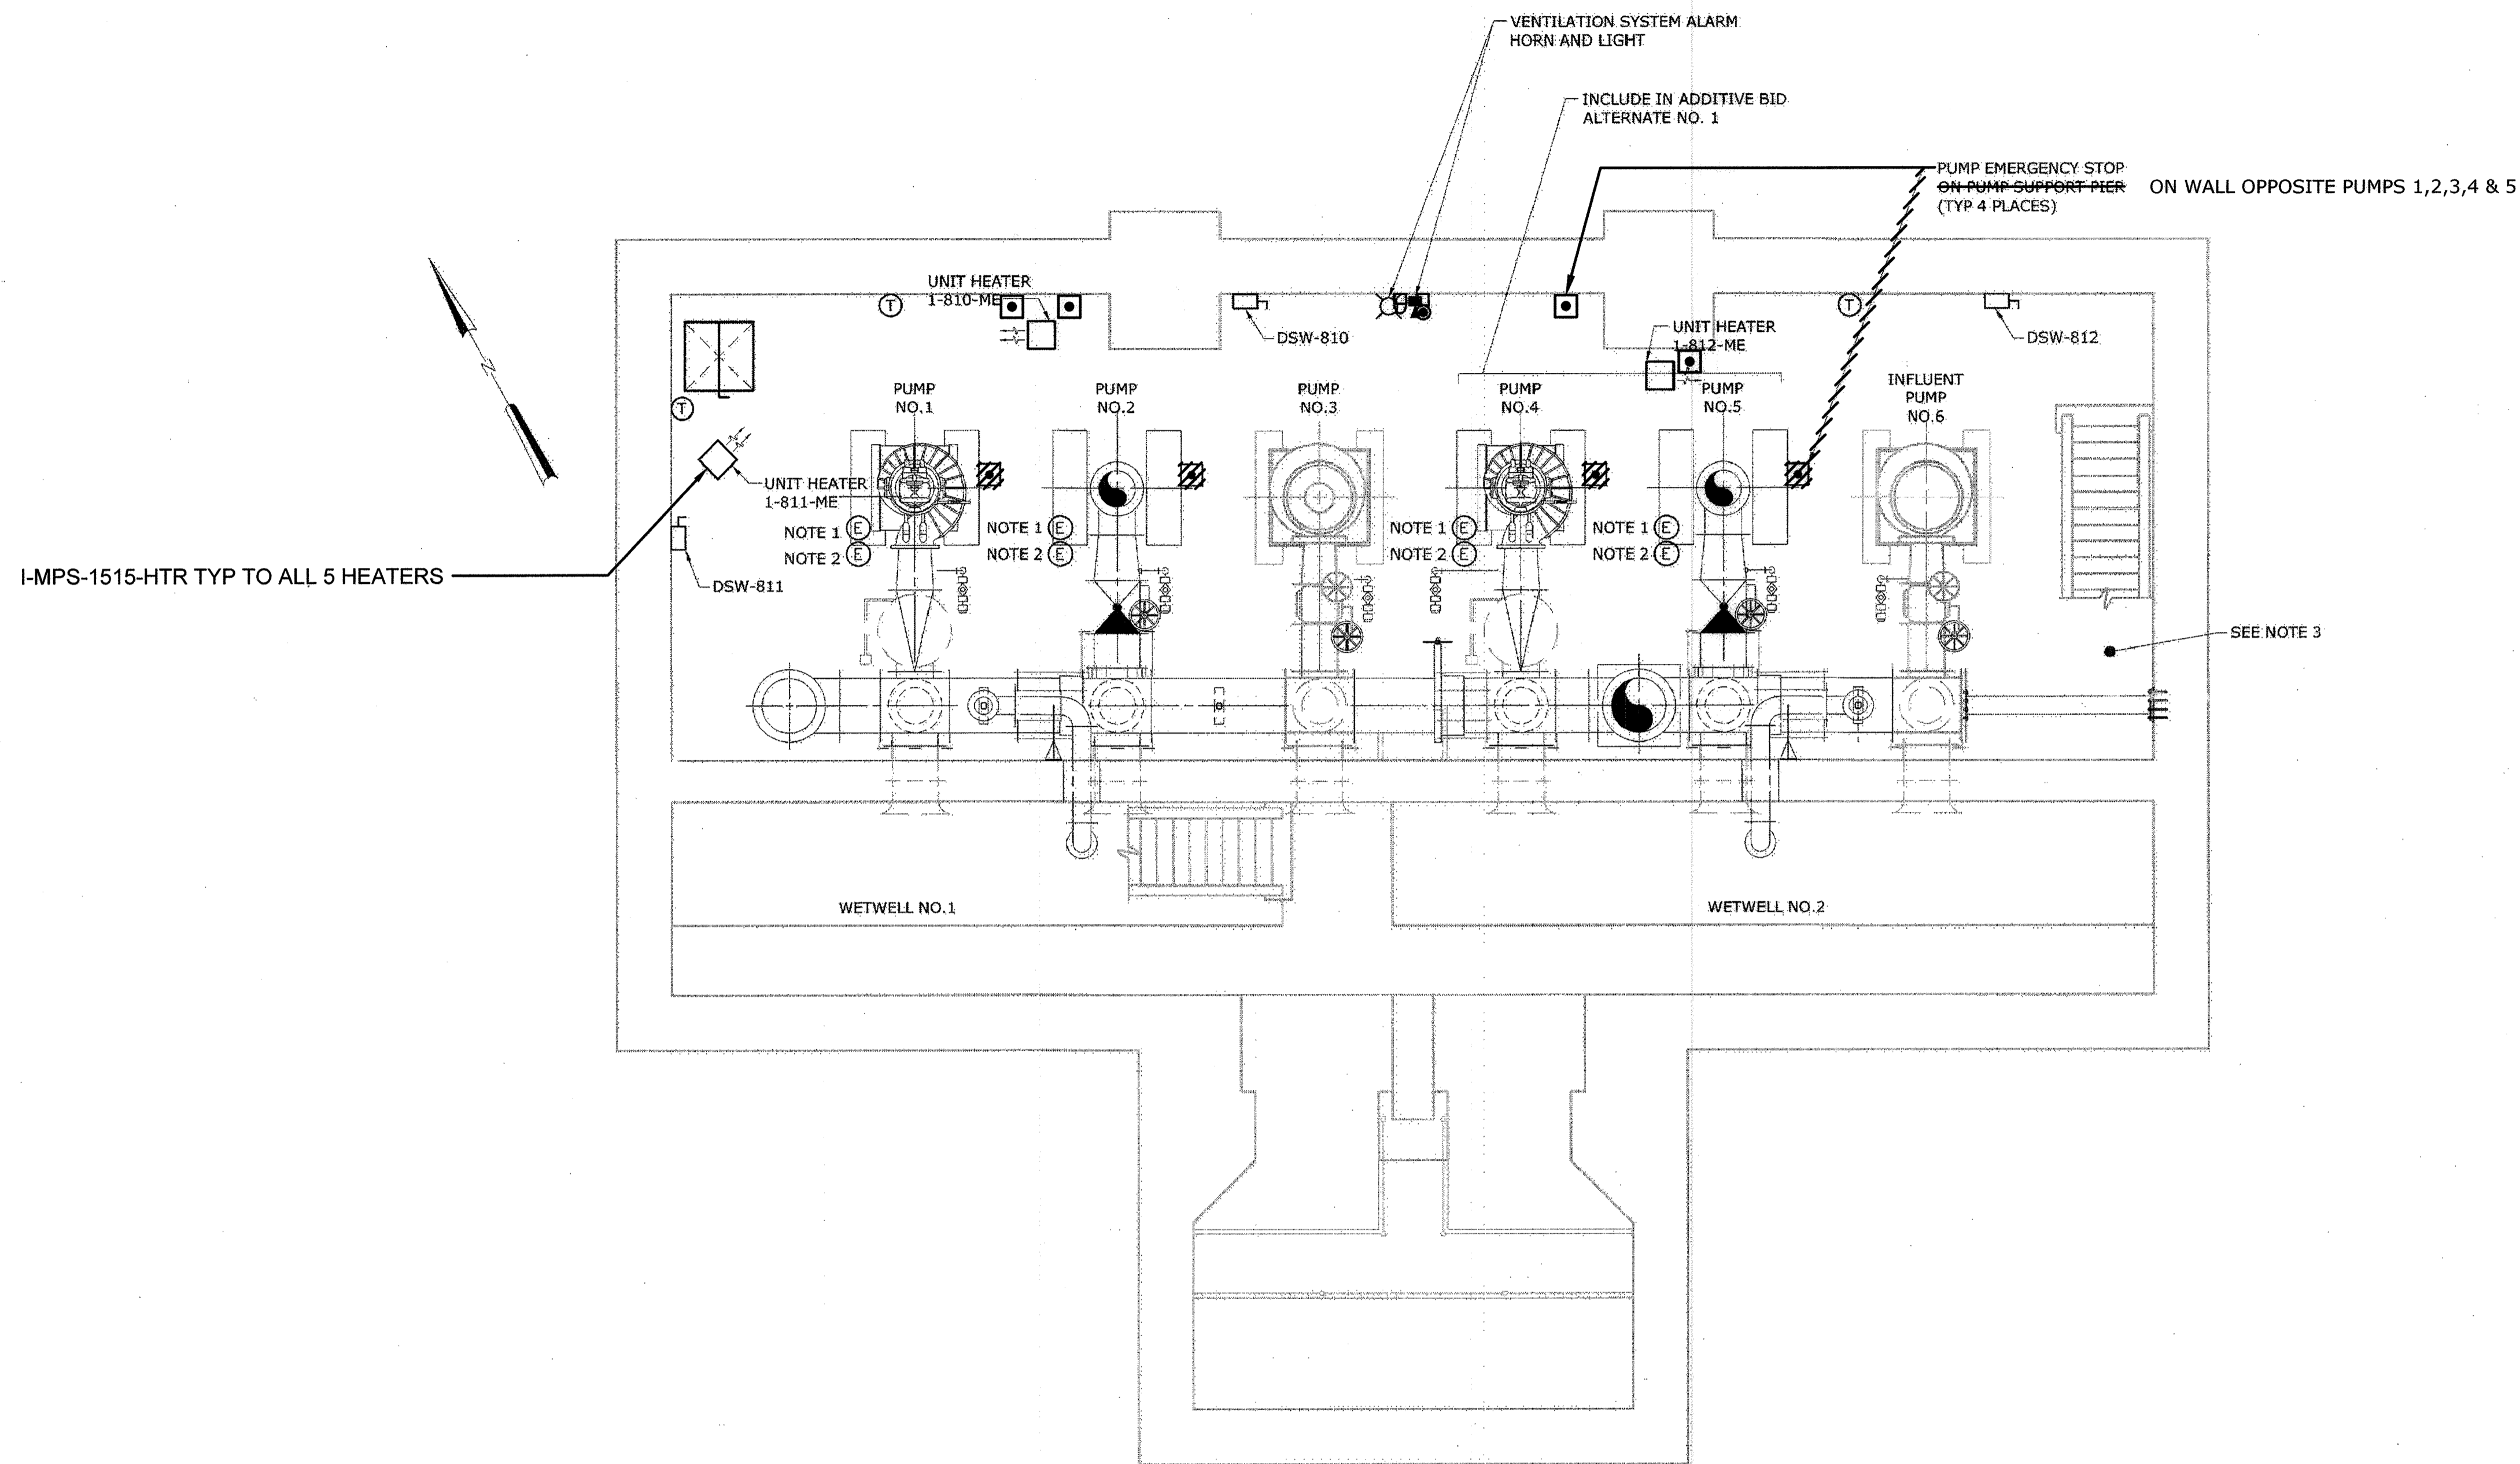 VENTILATION SYSTEM ALARM
HORN AND LIGHT
INCLUDE IN ADDITIVE BID
ALTERNATE NO. 1
PUMP EMERGENCY STOP
ON PUMP SUPPORT PIER ON WALL OPPOSITE PUMPS 1,2,3,4 & 5
(TYP 4 PLACES)
UNIT HEATER
1-810-ME
T
T
DSW-810
DSW-812
UNIT HEATER
1-812-ME
T
PUMP
NO.1
PUMP
NO.2
PUMP
NO.3
PUMP
NO.4
PUMP
NO.5
INFLUENT
PUMP
NO.6
UNIT HEATER
1-811-ME
NOTE 1 E
NOTE 2 E
NOTE 1 E
NOTE 2 E
NOTE 1 E
NOTE 2 E
NOTE 1 E
NOTE 2 E
I-MPS-1515-HTR TYP TO ALL 5 HEATERS
DSW-811
SEE NOTE 3
WETWELL NO.1
WETWELL NO.2